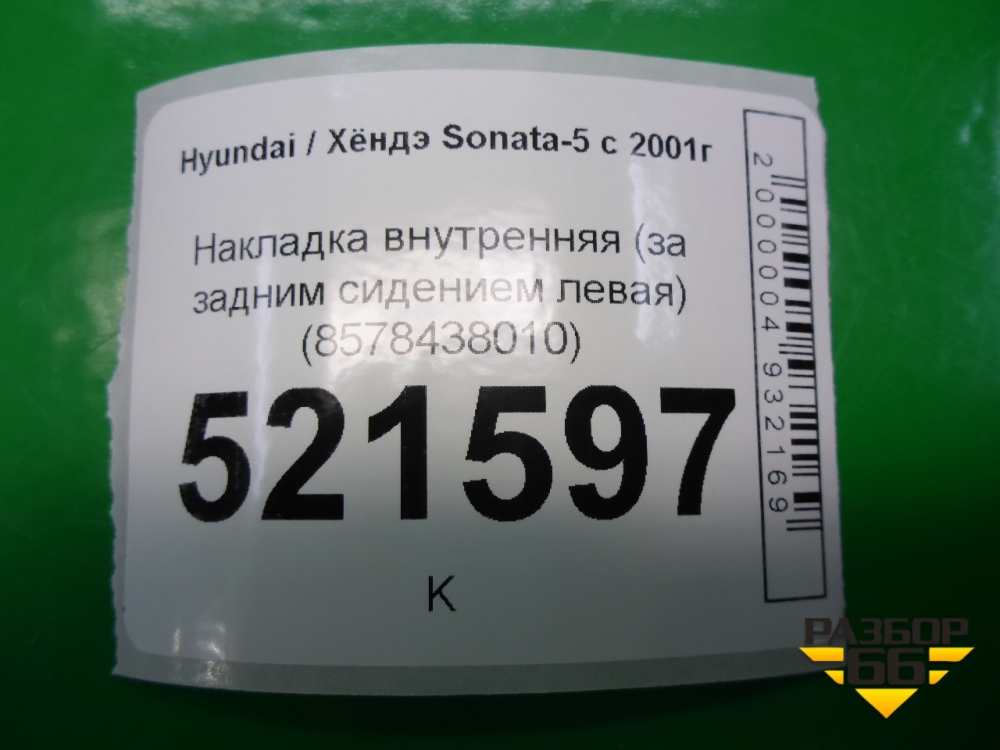 Hyundai / Хёндэ Sonata-5 с 2001г
Накладка внутренняя (за
задним сидением левая)
(8578438010)
521597
К
2000004932169
РАЗБОР
66